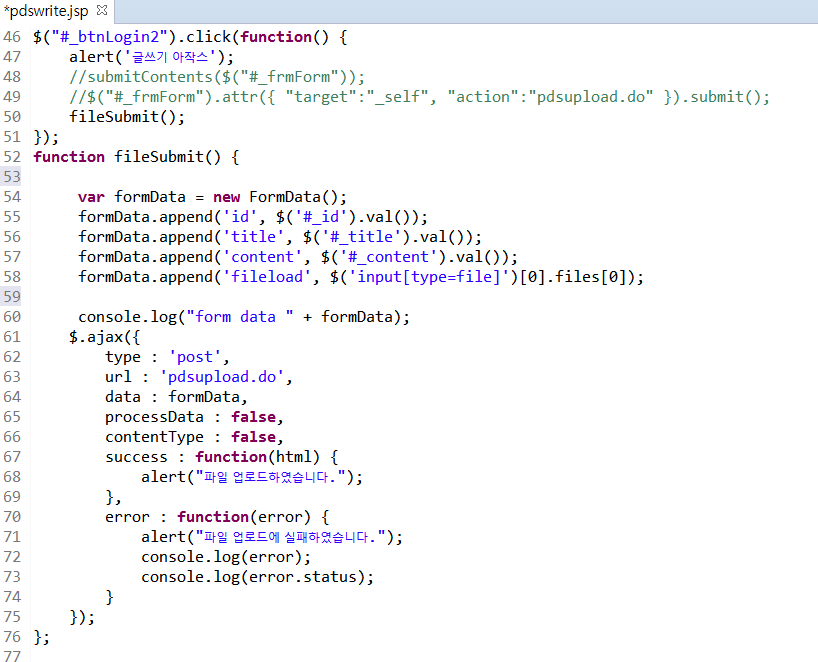 *pdswrite.jsp
46 $("#_btnLogin2").click(function() {
47     alert('글쓰기 아작스');
48     //submitContents($("#_frmForm"));
49     //$("#_frmForm").attr({ "target":"_self", "action":"pdsupload.do" }).submit();
50     fileSubmit();
51 });
52 function fileSubmit() {
53
54      var formData = new FormData();
55      formData.append('id', $('#_id').val());
56      formData.append('title', $('#_title').val());
57      formData.append('content', $('#_content').val());
58      formData.append('fileload', $('input[type=file]')[0].files[0]);
59
60      console.log("form data " + formData);
61     $.ajax({
62         type : 'post',
63         url : 'pdsupload.do',
64         data : formData,
65         processData : false,
66         contentType : false,
67         success : function(html) {
68             alert("파일 업로드하였습니다.");
69         },
70         error : function(error) {
71             alert("파일 업로드에 실패하였습니다.");
72             console.log(error);
73             console.log(error.status);
74         }
75     });
76 };
77